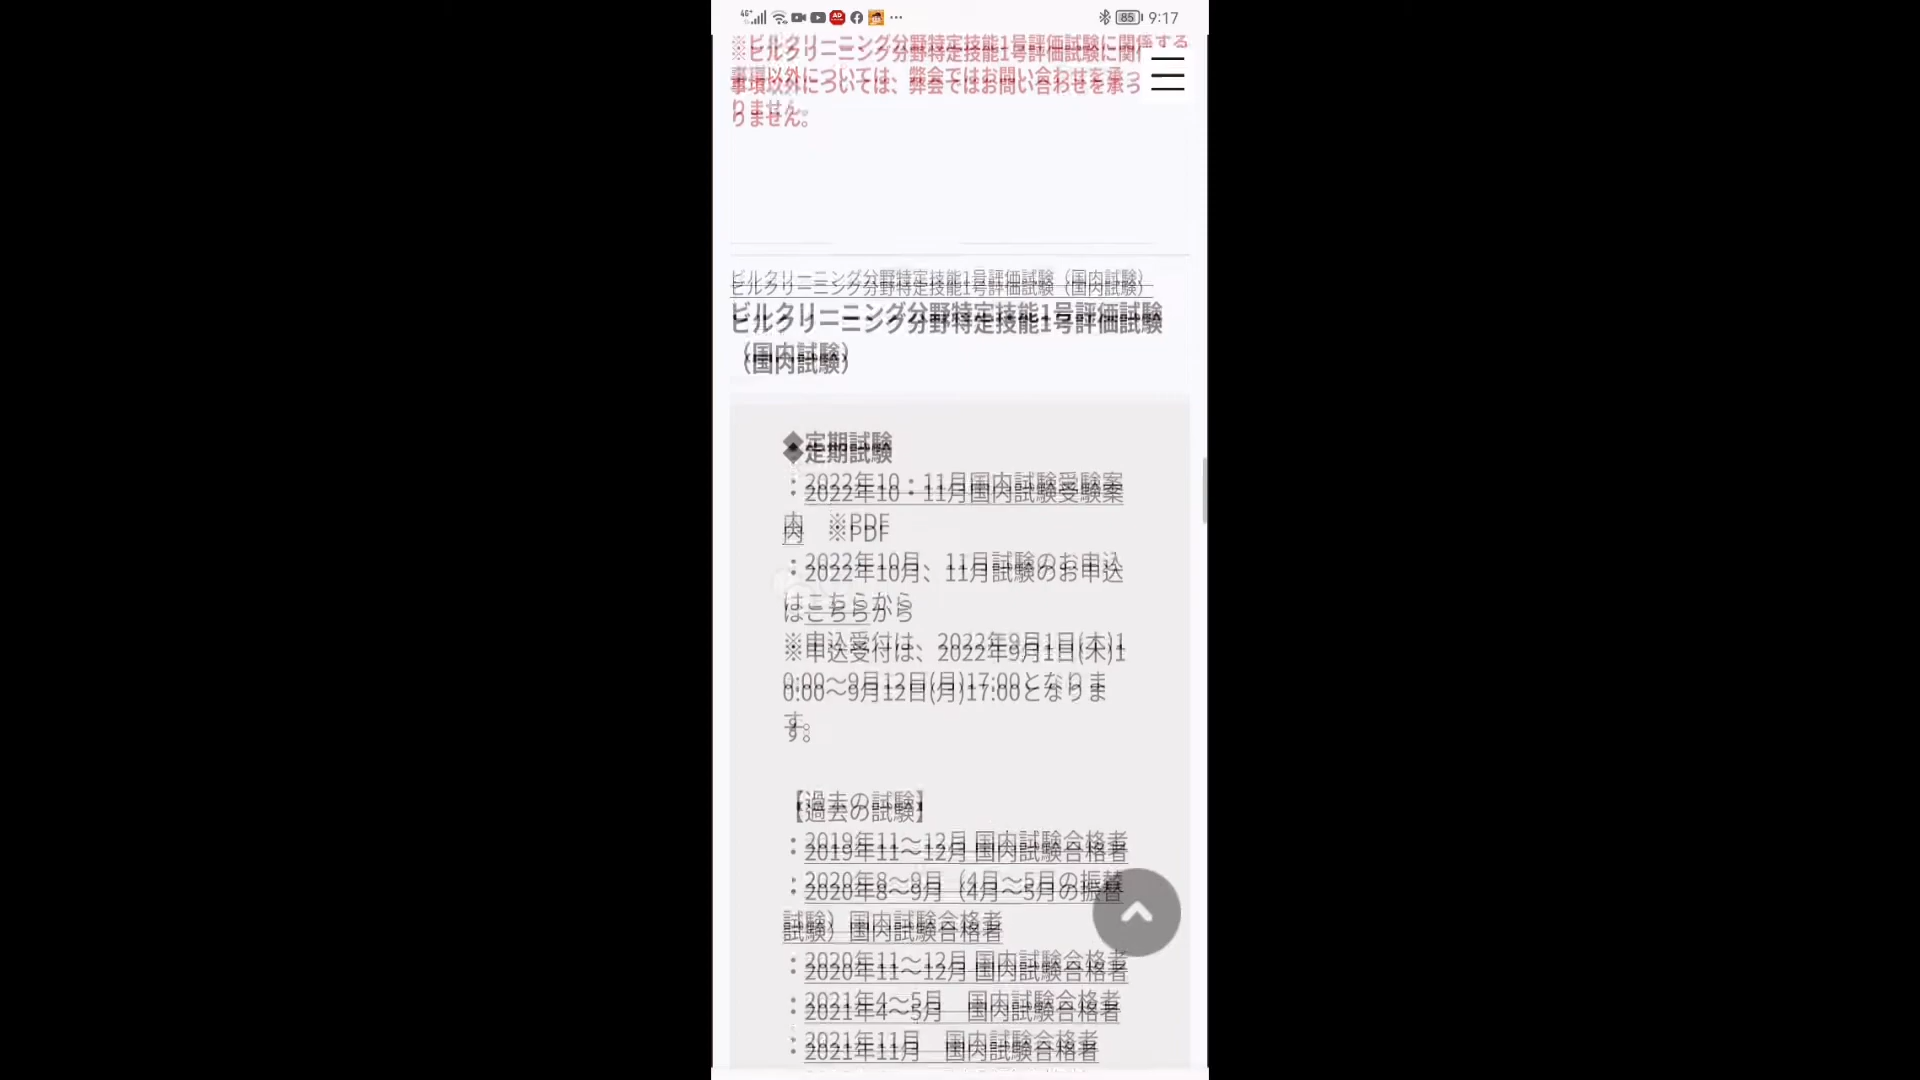 85 9:17
※ビルクリーニング分野特定技能1号評価試験に関係する
事項以外については、弊会ではお問い合わせを承っ
りません。
ビルクリーニング分野特定技能1号評価試験（国内試験）
ビルクリーニング分野特定技能1号評価試験
（国内試験）
◆定期試験
・2022年10・11月国内試験受験案
内　※PDF
・2022年10月、11月試験のお申込
はこちらから
※申込受付は、2022年9月1日(木)1
0:00～9月12日(月)17:00となりま
す。
【過去の試験】
・2019年11～12月 国内試験合格者
・2020年8～9月（4月～5月の振替
試験）国内試験合格者
・2020年11～12月 国内試験合格者
・2021年4～5月　国内試験合格者
・2021年11月　国内試験合格者